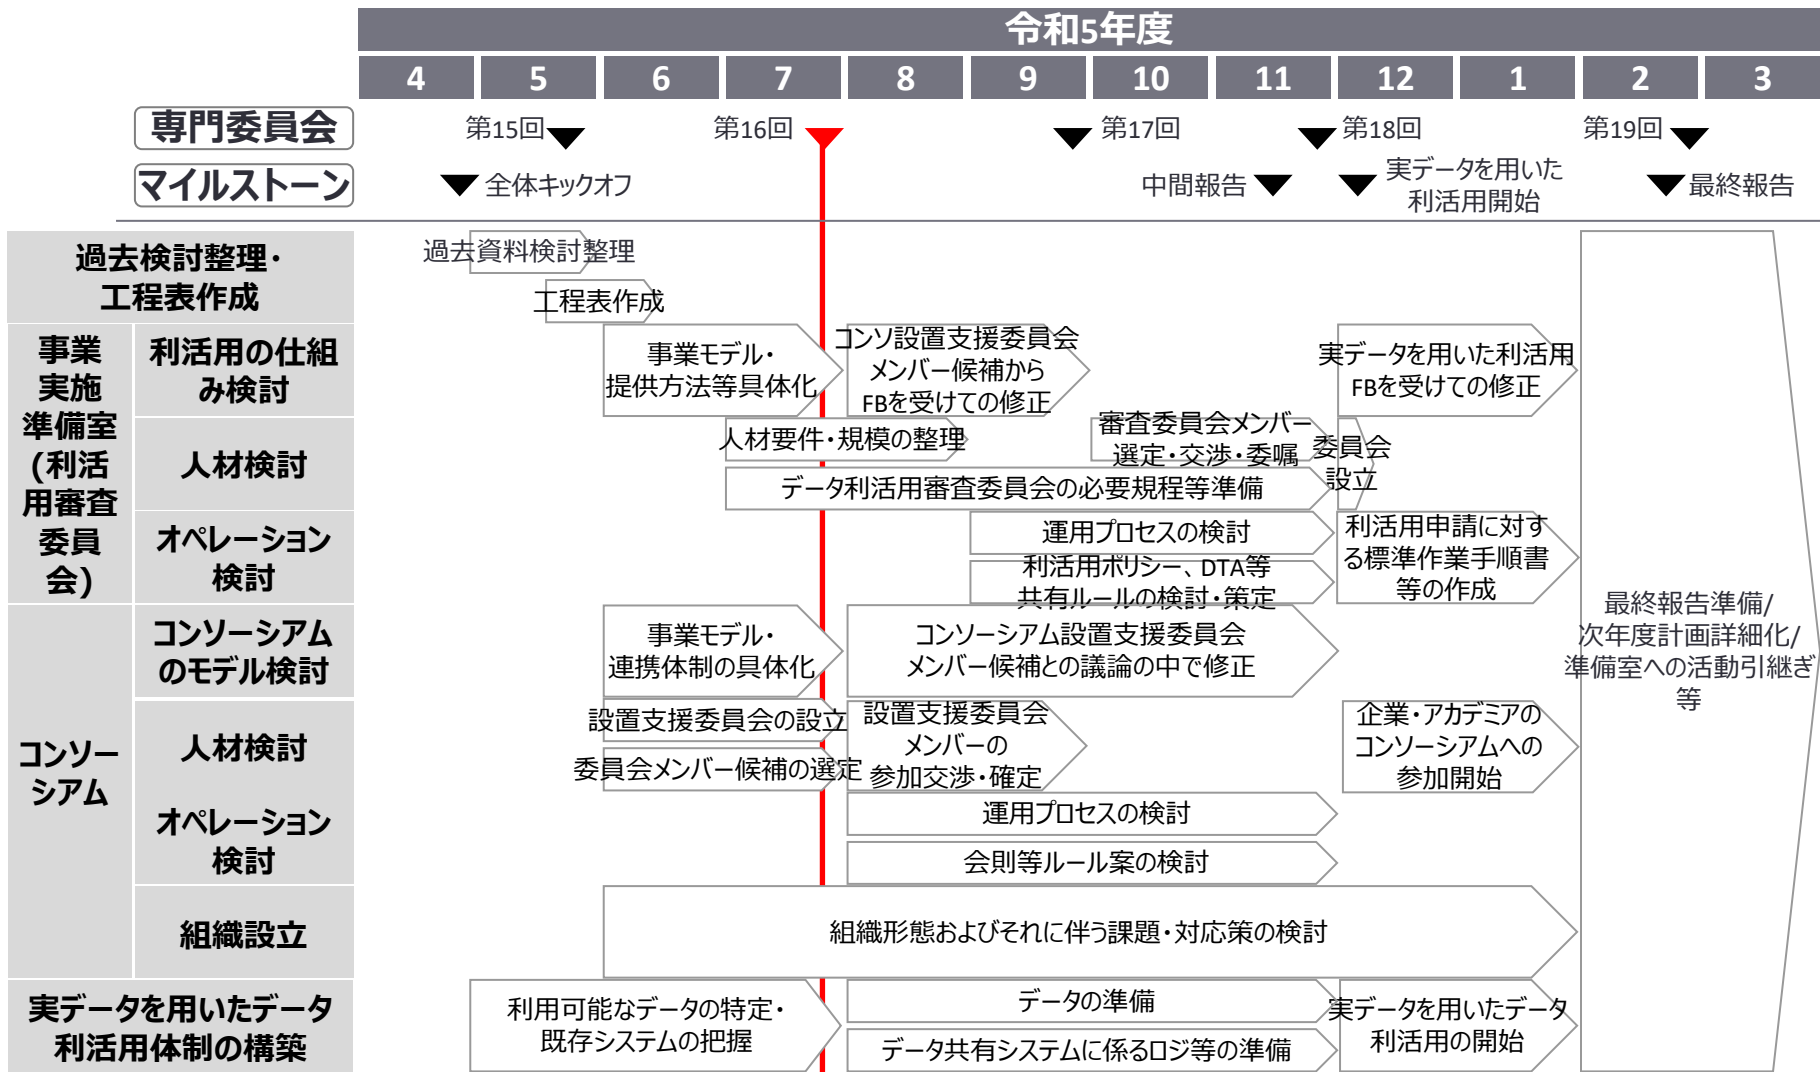 令和5年度
4 5 6 7 8 9 10 11 12 1 2 3
専門委員会
第15回
第16回
第17回
第18回
第19回
マイルストーン
全体キックオフ
中間報告
実データを用いた
利活用開始
最終報告
過去検討整理・
工程表作成
過去資料検討整理
工程表作成
事業
実施
準備室
(利活
用審査
委員
会)
利活用の仕組
み検討
事業モデル・
提供方法等具体化
コンソ設置支援委員会
メンバー候補から
FBを受けての修正
実データを用いた利活用
FBを受けての修正
人材検討
人材要件・規模の整理
審査委員会メンバー
選定・交渉・委嘱
委員会
設立
データ利活用審査委員会の必要規程等準備
オペレーション
検討
運用プロセスの検討
利活用ポリシー、DTA等
共有ルールの検討・策定
利活用申請に対す
る標準作業手順書
等の作成
コンソー
シアム
コンソーシアム
のモデル検討
事業モデル・
連携体制の具体化
コンソーシアム設置支援委員会
メンバー候補との議論の中で修正
人材検討
設置支援委員会の設立
委員会メンバー候補の選定
設置支援委員会
メンバーの
参加交渉・確定
企業・アカデミアの
コンソーシアムへの
参加開始
オペレーション
検討
運用プロセスの検討
会則等ルール案の検討
組織設立
組織形態およびそれに伴う課題・対応策の検討
実データを用いたデータ
利活用体制の構築
利用可能なデータの特定・
既存システムの把握
データの準備
データ共有システムに係るロジ等の準備
実データを用いたデータ
利活用の開始
最終報告準備/
次年度計画詳細化/
準備室への活動引継ぎ
等